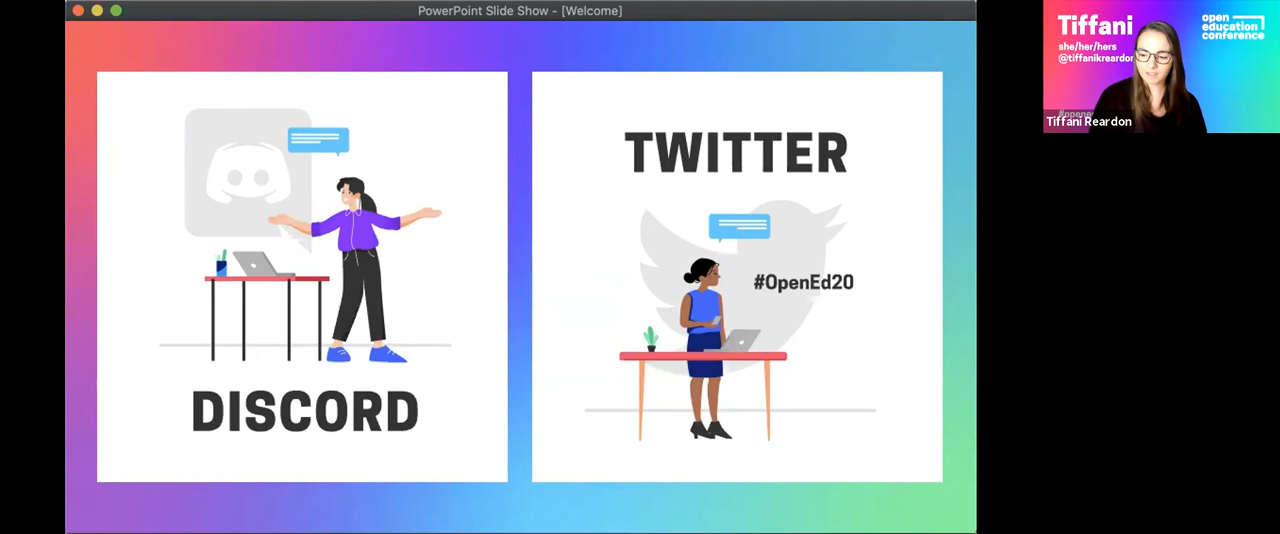 PowerPoint Slide Show - [Welcome]
DISCORD
TWITTER
#OpenEd20
Tiffani
she/her/hers
@tiffanikreardon
open
education
conference
Tiffani Reardon